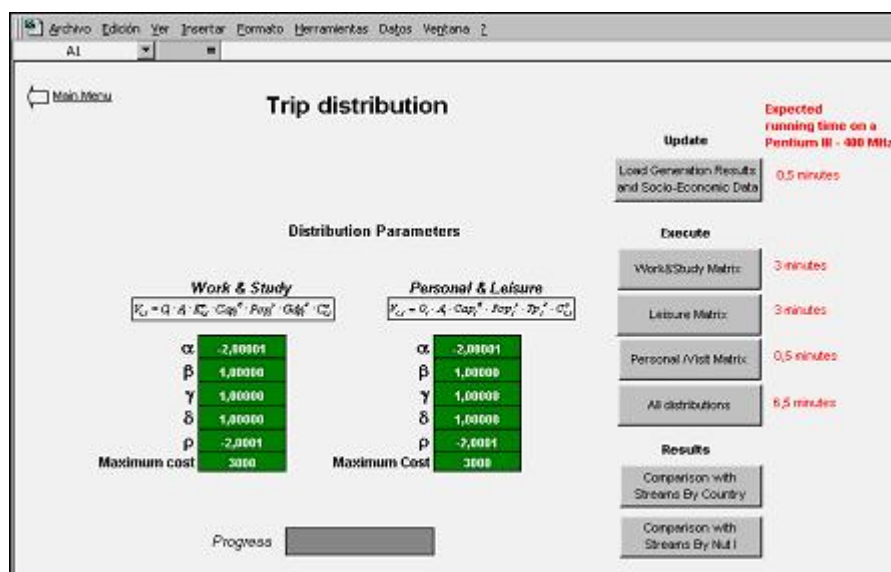 Archivo Edición Ver Insertar Formato Herramientas Datos Ventana ?
A1 =
Main Menu
Trip distribution
Expected
running time on a
Pentium III - 400 MHz
Update
Load Generation Results
and Socio-Economic Data
0,5 minutes
Distribution Parameters
Execute
Work&Study Matrix
3 minutes
Work & Study
Personal & Leisure
Leisure Matrix
3 minutes
α -2,00001
α -2,00001
Personal /Visit Matrix
0,5 minutes
β 1,00000
β 1,00000
γ 1,00000
γ 1,00000
All distributions
6,5 minutes
δ 1,00000
δ 1,00000
ρ -2,0001
ρ -2,0001
Maximum cost 3000
Maximum Cost 3000
Results
Comparison with
Streams By Country
Comparison with
Streams By Nut I
Progress